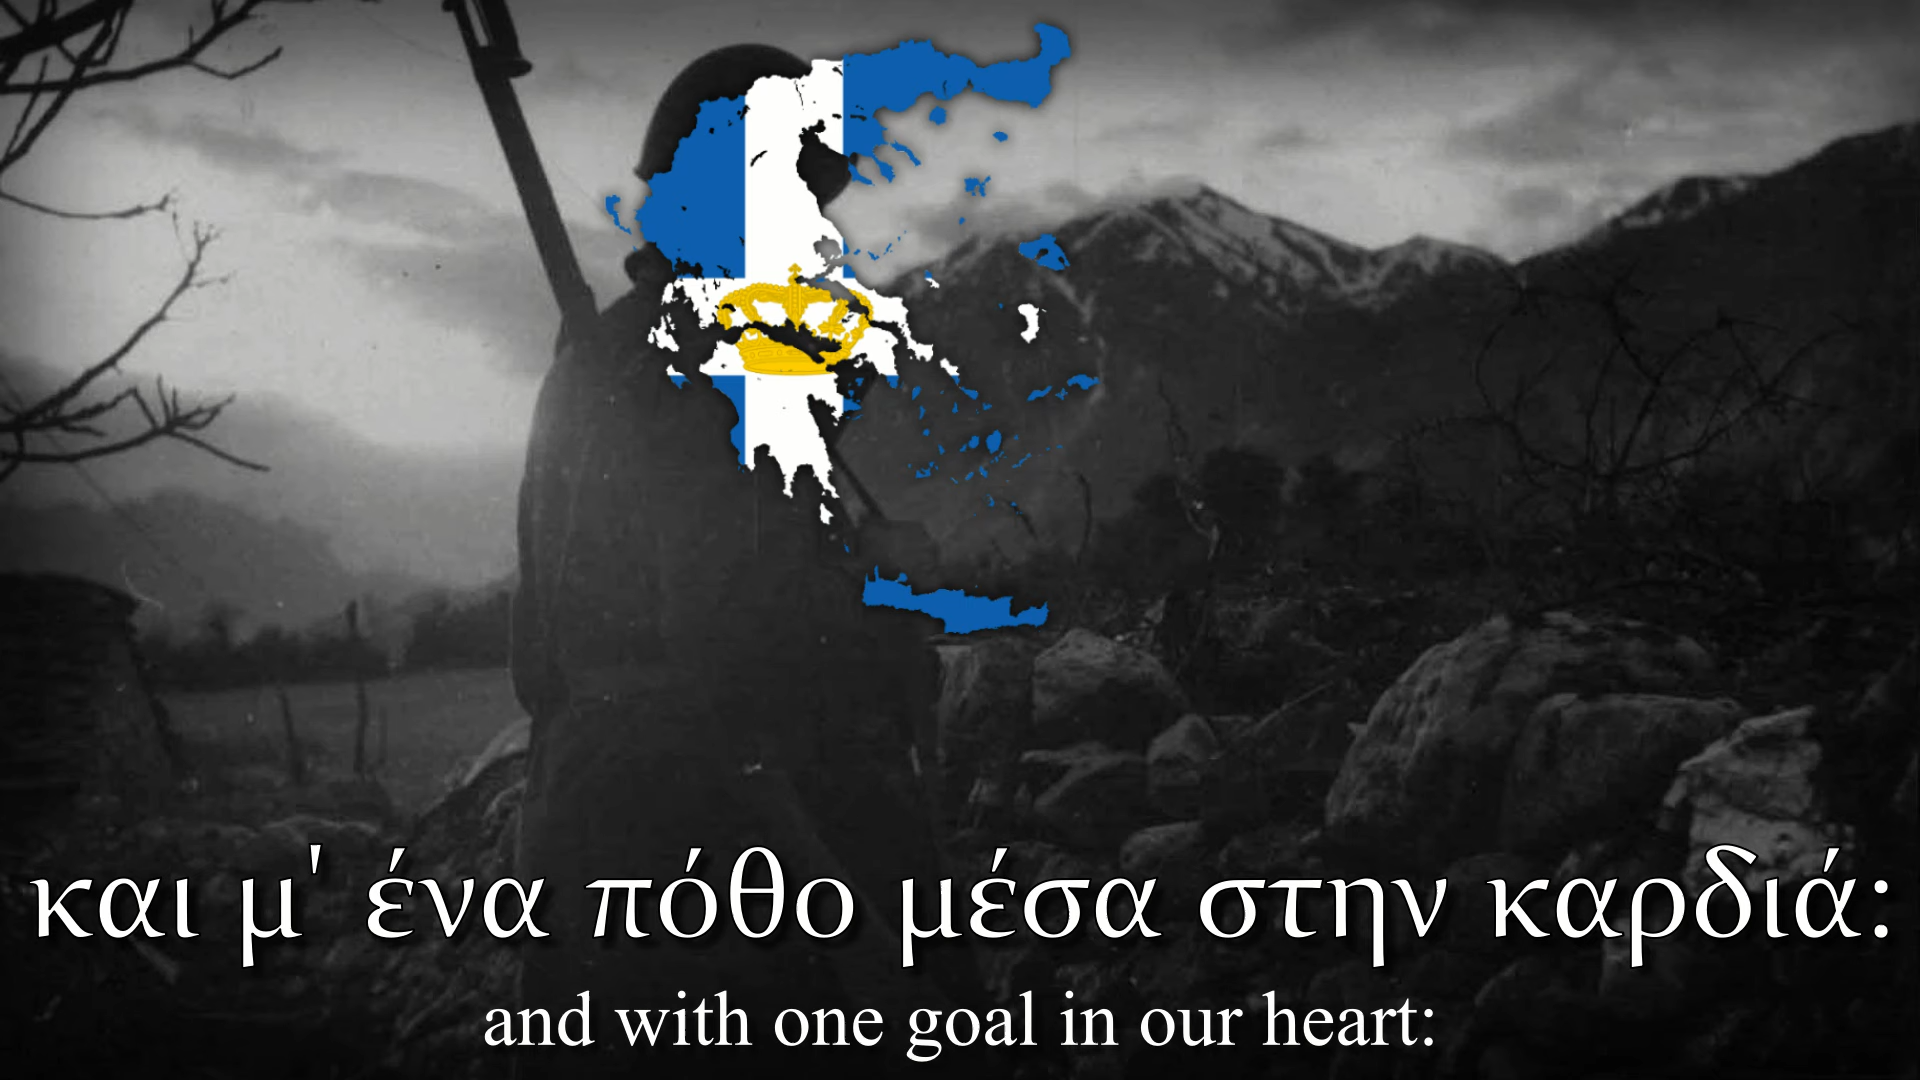 και μ' ένα πόθο μέσα στην καρδιά:
and with one goal in our heart: